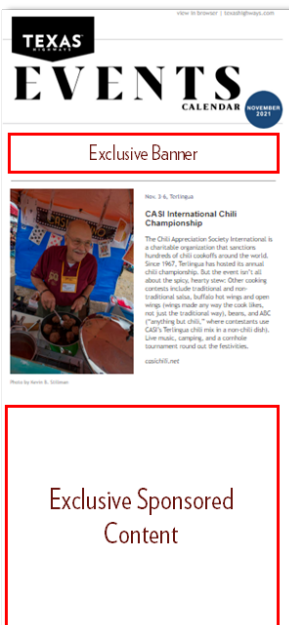 view in browser | texashighways.com
TEXAS
HIGHWAYS
EVENTS
CALENDAR
NOVEMBER
2021
Exclusive Banner
Nov. 3-6, Terlingua
CASI International Chili
Championship
The Chili Appreciation Society International is
a charitable organization that sanctions
hundreds of chili cookoffs around the world.
Since 1967, Terlingua has hosted its annual
chili championship. But the event isn't all
about the spicy, hearty stew: Other cooking
contests include traditional and non-
traditional salsa, buffalo hot wings and open
wings (wings made any way the cook likes,
not just the traditional way), beans, and ABC
("anything but chili," where contestants use
CASI's Terlingua chili mix in a non-chili dish).
Live music, camping, and a cornhole
tournament round out the festivities.
casichili.net
Photo by Kevin B.
Exclusive Sponsored
Content